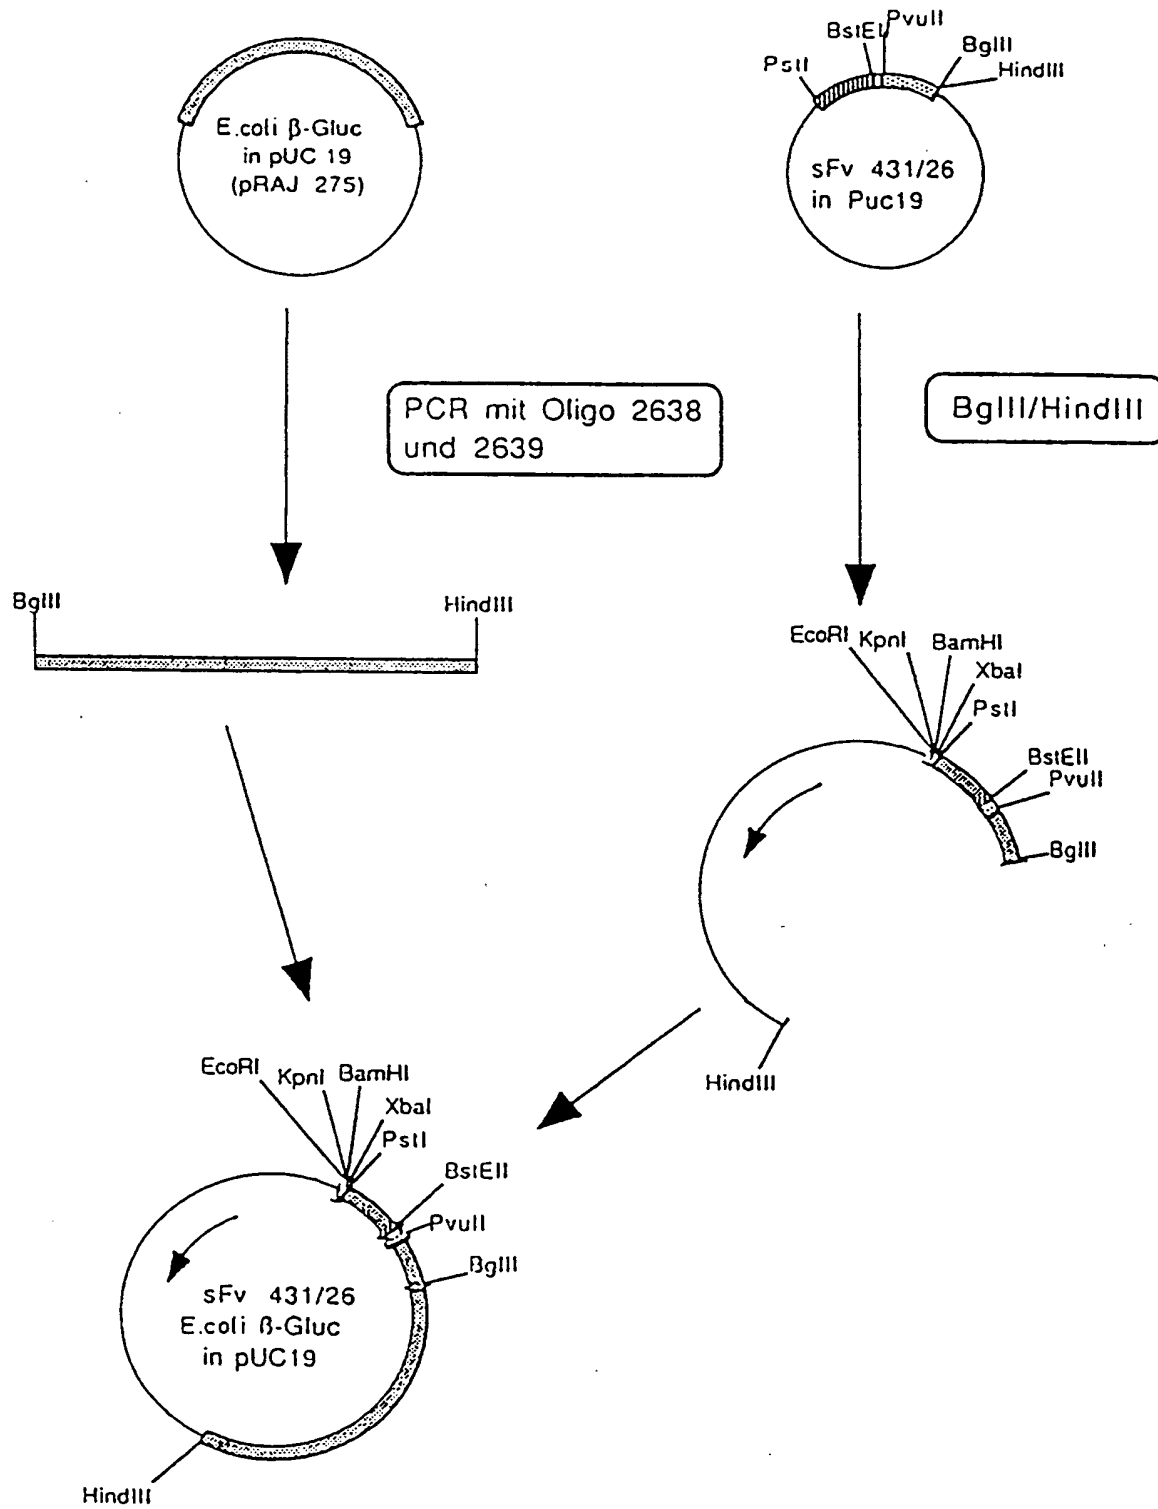 E.coli β-Gluc
in pUC 19
(pRAJ 275)
PstI
BstEI
PvuII
BglII
HindIII
sFv 431/26
in Puc19
PCR mit Oligo 2638
und 2639
BglII/HindIII
BglII
HindIII
EcoRI
KpnI
BamHI
XbaI
PstI
BstEII
PvuII
BglII
HindIII
EcoRI
KpnI
BamHI
XbaI
PstI
BstEII
PvuII
BglII
sFv 431/26
E.coli ß-Gluc
in pUC19
HindIII